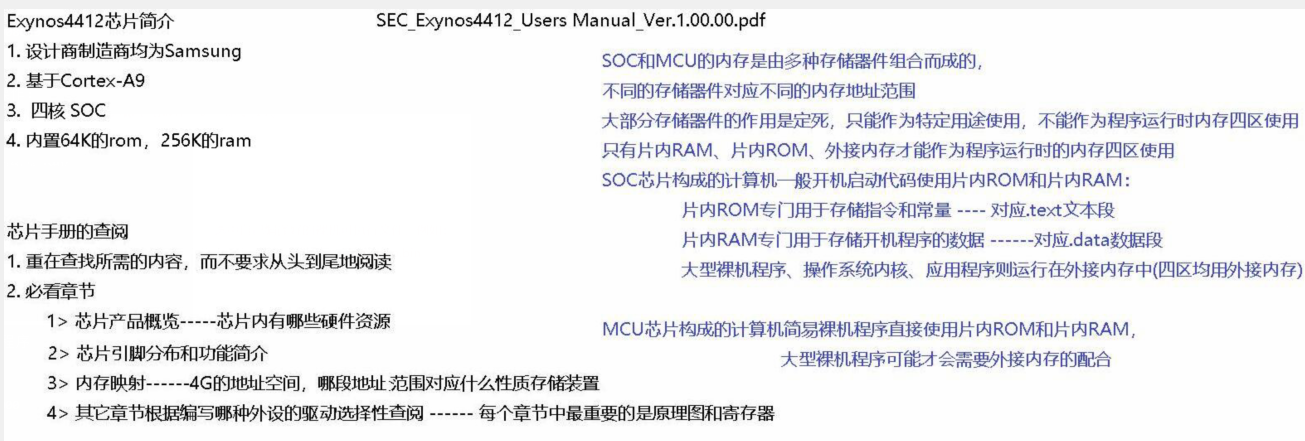 Exynos4412芯片简介
SEC_Exynos4412_Users Manual_Ver.1.00.00.pdf
1. 设计商制造商均为Samsung
2. 基于Cortex-A9
3. 四核 SOC
4. 内置64K的rom，256K的ram
芯片手册的查阅
1. 重在查找所需的内容，而不要求从头到尾地阅读
2. 必看章节
1> 芯片产品概览-----芯片内有哪些硬件资源
2> 芯片引脚分布和功能简介
3> 内存映射------4G的地址空间，哪段地址范围对应什么性质存储装置
4> 其它章节根据编写哪种外设的驱动选择性查阅 ------ 每个章节中最重要的是原理图和寄存器
SOC和MCU的内存是由多种存储器件组合而成的，
不同的存储器件对应不同的内存地址范围
大部分存储器件的作用是定死，只能作为特定用途使用，不能作为程序运行时内存四区使用
只有片内RAM、片内ROM、外接内存才能作为程序运行时的内存四区使用
SOC芯片构成的计算机一般开机启动代码使用片内ROM和片内RAM：
片内ROM专门用于存储指令和常量 ---- 对应.text文本段
片内RAM专门用于存储开机程序的数据 ------对应.data数据段
大型裸机程序、操作系统内核、应用程序则运行在外接内存中(四区均用外接内存)
MCU芯片构成的计算机简易裸机程序直接使用片内ROM和片内RAM，
大型裸机程序可能才会需要外接内存的配合